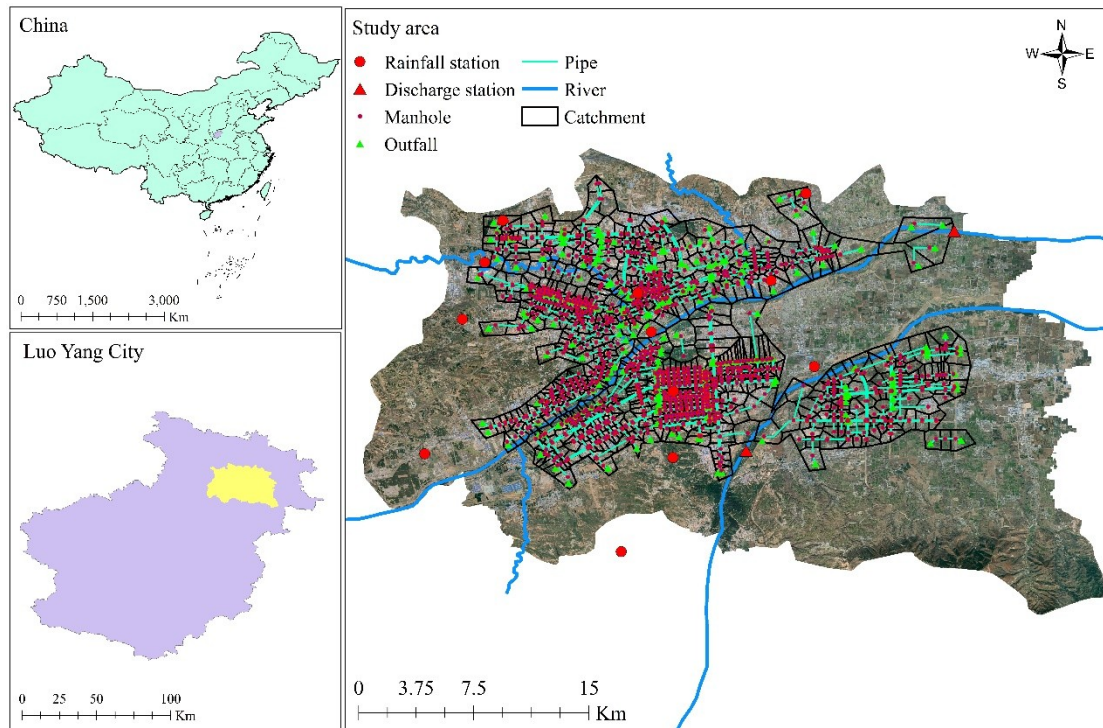 China
0 750 1,500 3,000
Km
Luo Yang City
0 25 50 100
Km
Study area
Rainfall station
Discharge station
Manhole
Outfall
Pipe
River
Catchment
N
W E
S
0 3.75 7.5 15
Km